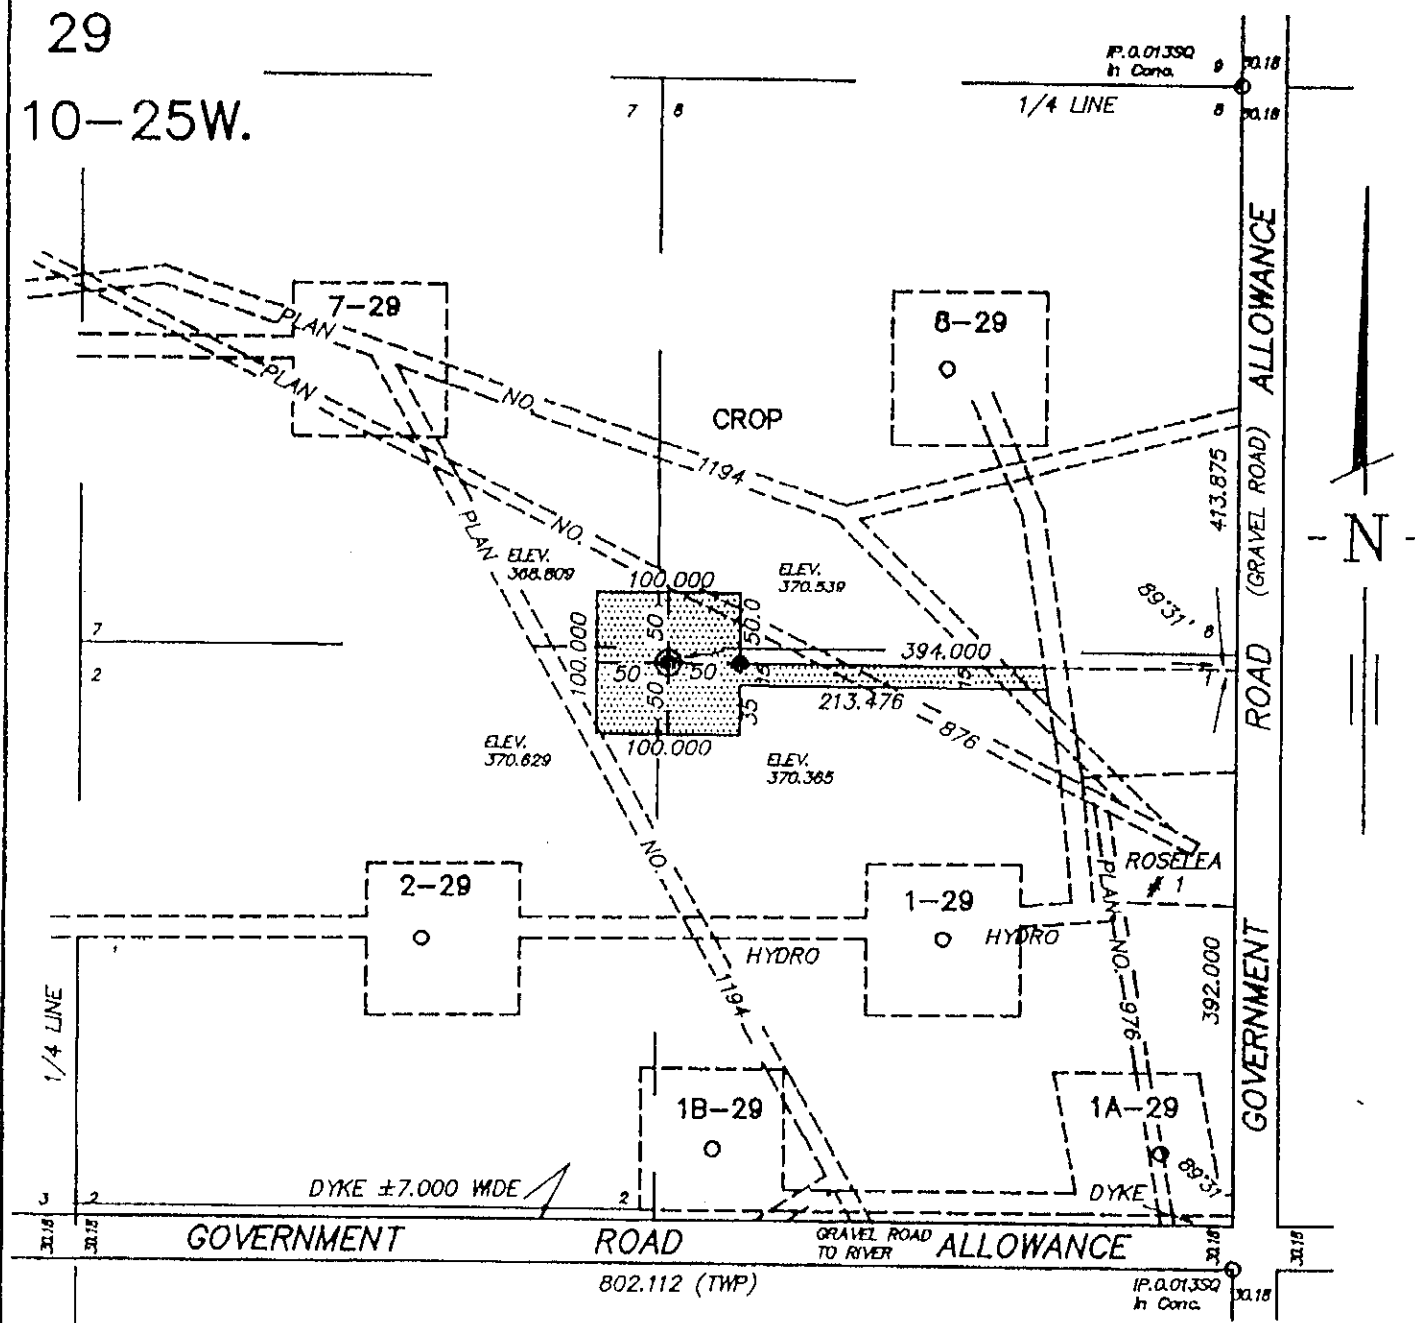 29
10-25W.
IP.0.013SQ
In Conc.
9
30.18
1/4 LINE
8
30.18
7 8
ALLOWANCE
7-29
8-29
PLAN
PLAN
NO.
CROP
1194
(GRAVEL ROAD)
413.875
PLAN
NO.
ELEV.
368.809
ELEV.
370.539
N
100.000
89°31'
8
1
50
50.0
100.000
394.000
7
2
50
50
15
15
50
35
213.476
ROAD
100.000
ELEV.
370.629
ELEV.
370.365
876
NO.
ROSELEA
# 1
2-29
1-29
PLAN
HYDRO
HYDRO
NO.
1
1194
976
392.000
1/4 LINE
GOVERNMENT
1B-29
1A-29
89°31'
DYKE ±7.000 WIDE
DYKE
3 2
2
30.18
30.18
GOVERNMENT ROAD ALLOWANCE
GRAVEL ROAD
TO RIVER
30.18
30.18
802.112 (TWP)
IP.0.013SQ
In Conc.
30.18